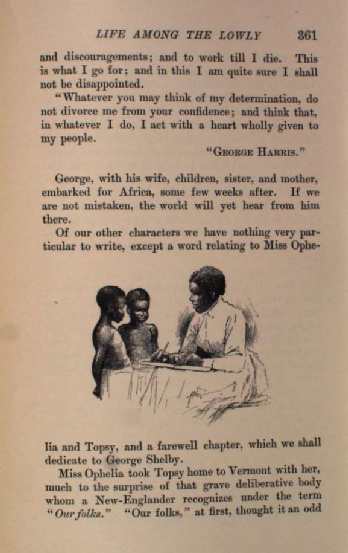 LIFE AMONG THE LOWLY 361
and discouragements; and to work till I die. This
is what I go for; and in this I am quite sure I shall
not be disappointed.
"Whatever you may think of my determination, do
not divorce me from your confidence; and think that,
in whatever I do, I act with a heart wholly given to
my people.
"George Harris."
George, with his wife, children, sister, and mother,
embarked for Africa, some few weeks after. If we
are not mistaken, the world will yet hear from him
there.
Of our other characters we have nothing very par-
ticular to write, except a word relating to Miss Ophe-
lia and Topsy, and a farewell chapter, which we shall
dedicate to George Shelby.
Miss Ophelia took Topsy home to Vermont with her,
much to the surprise of that grave deliberative body
whom a New-Englander recognizes under the term
"Our folks." "Our folks," at first, thought it an odd